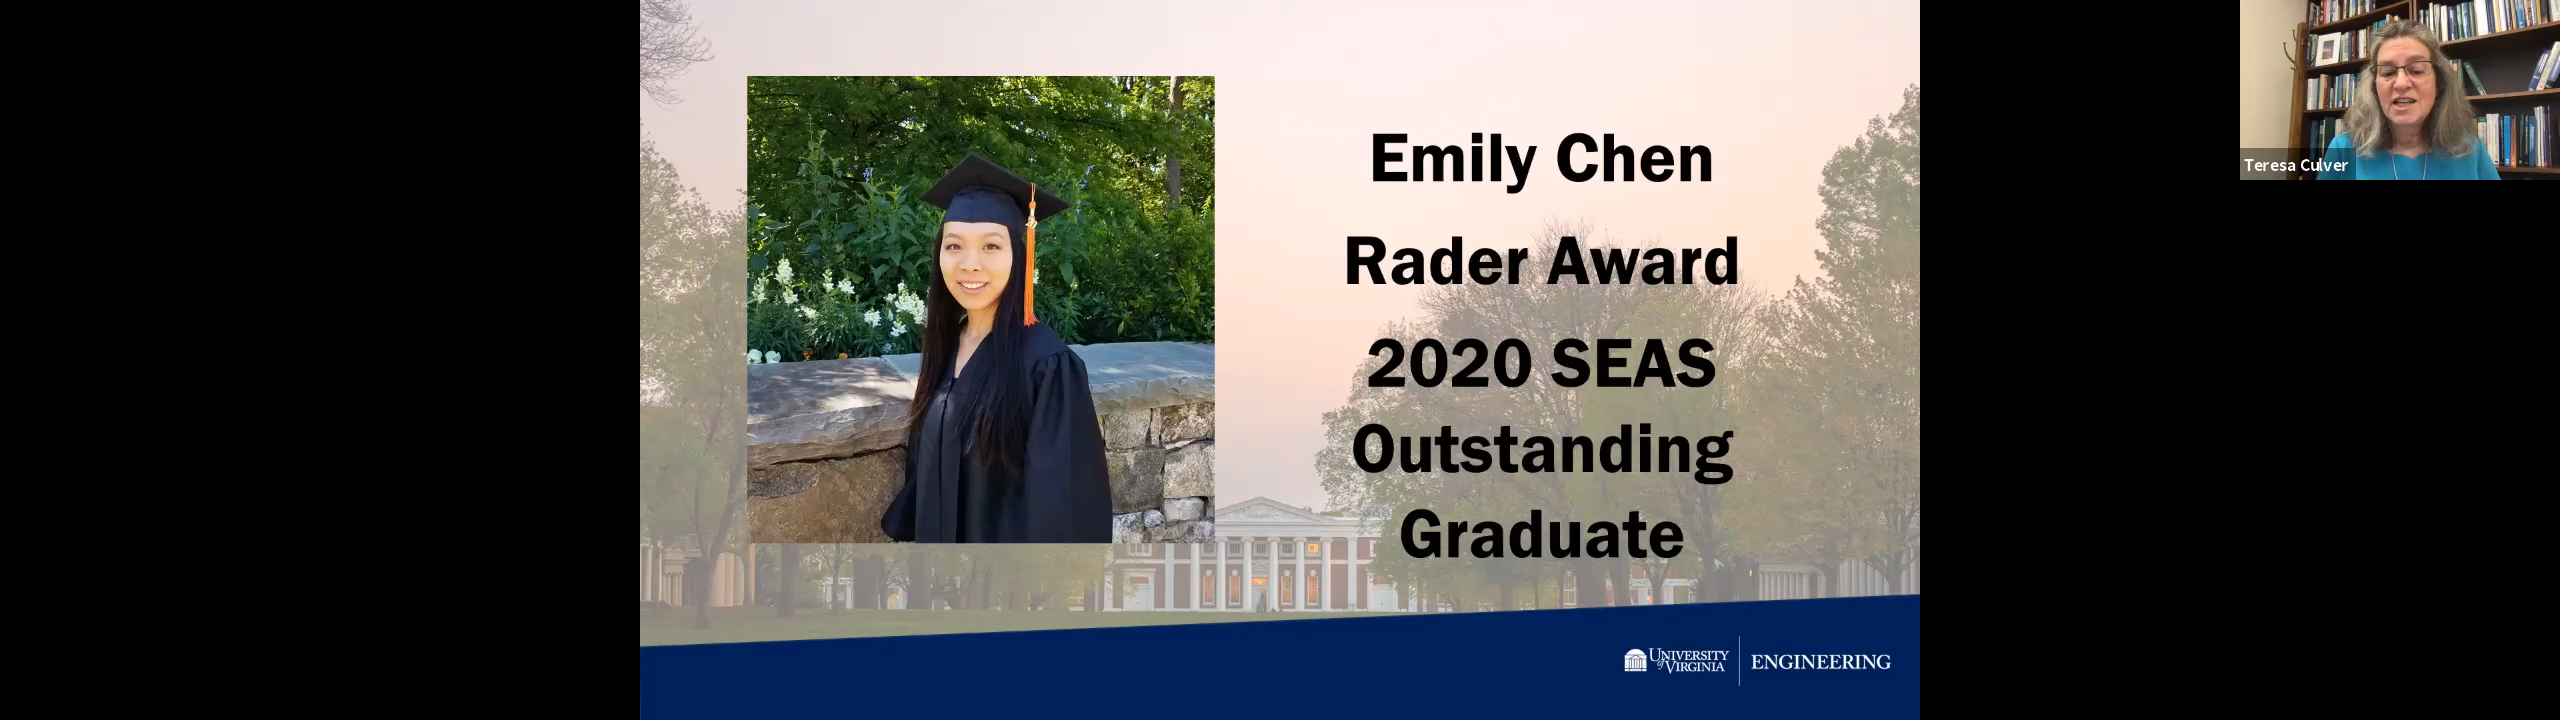 Emily Chen
Rader Award
2020 SEAS
Outstanding
Graduate
Teresa Culver
UNIVERSITY
of VIRGINIA
ENGINEERING